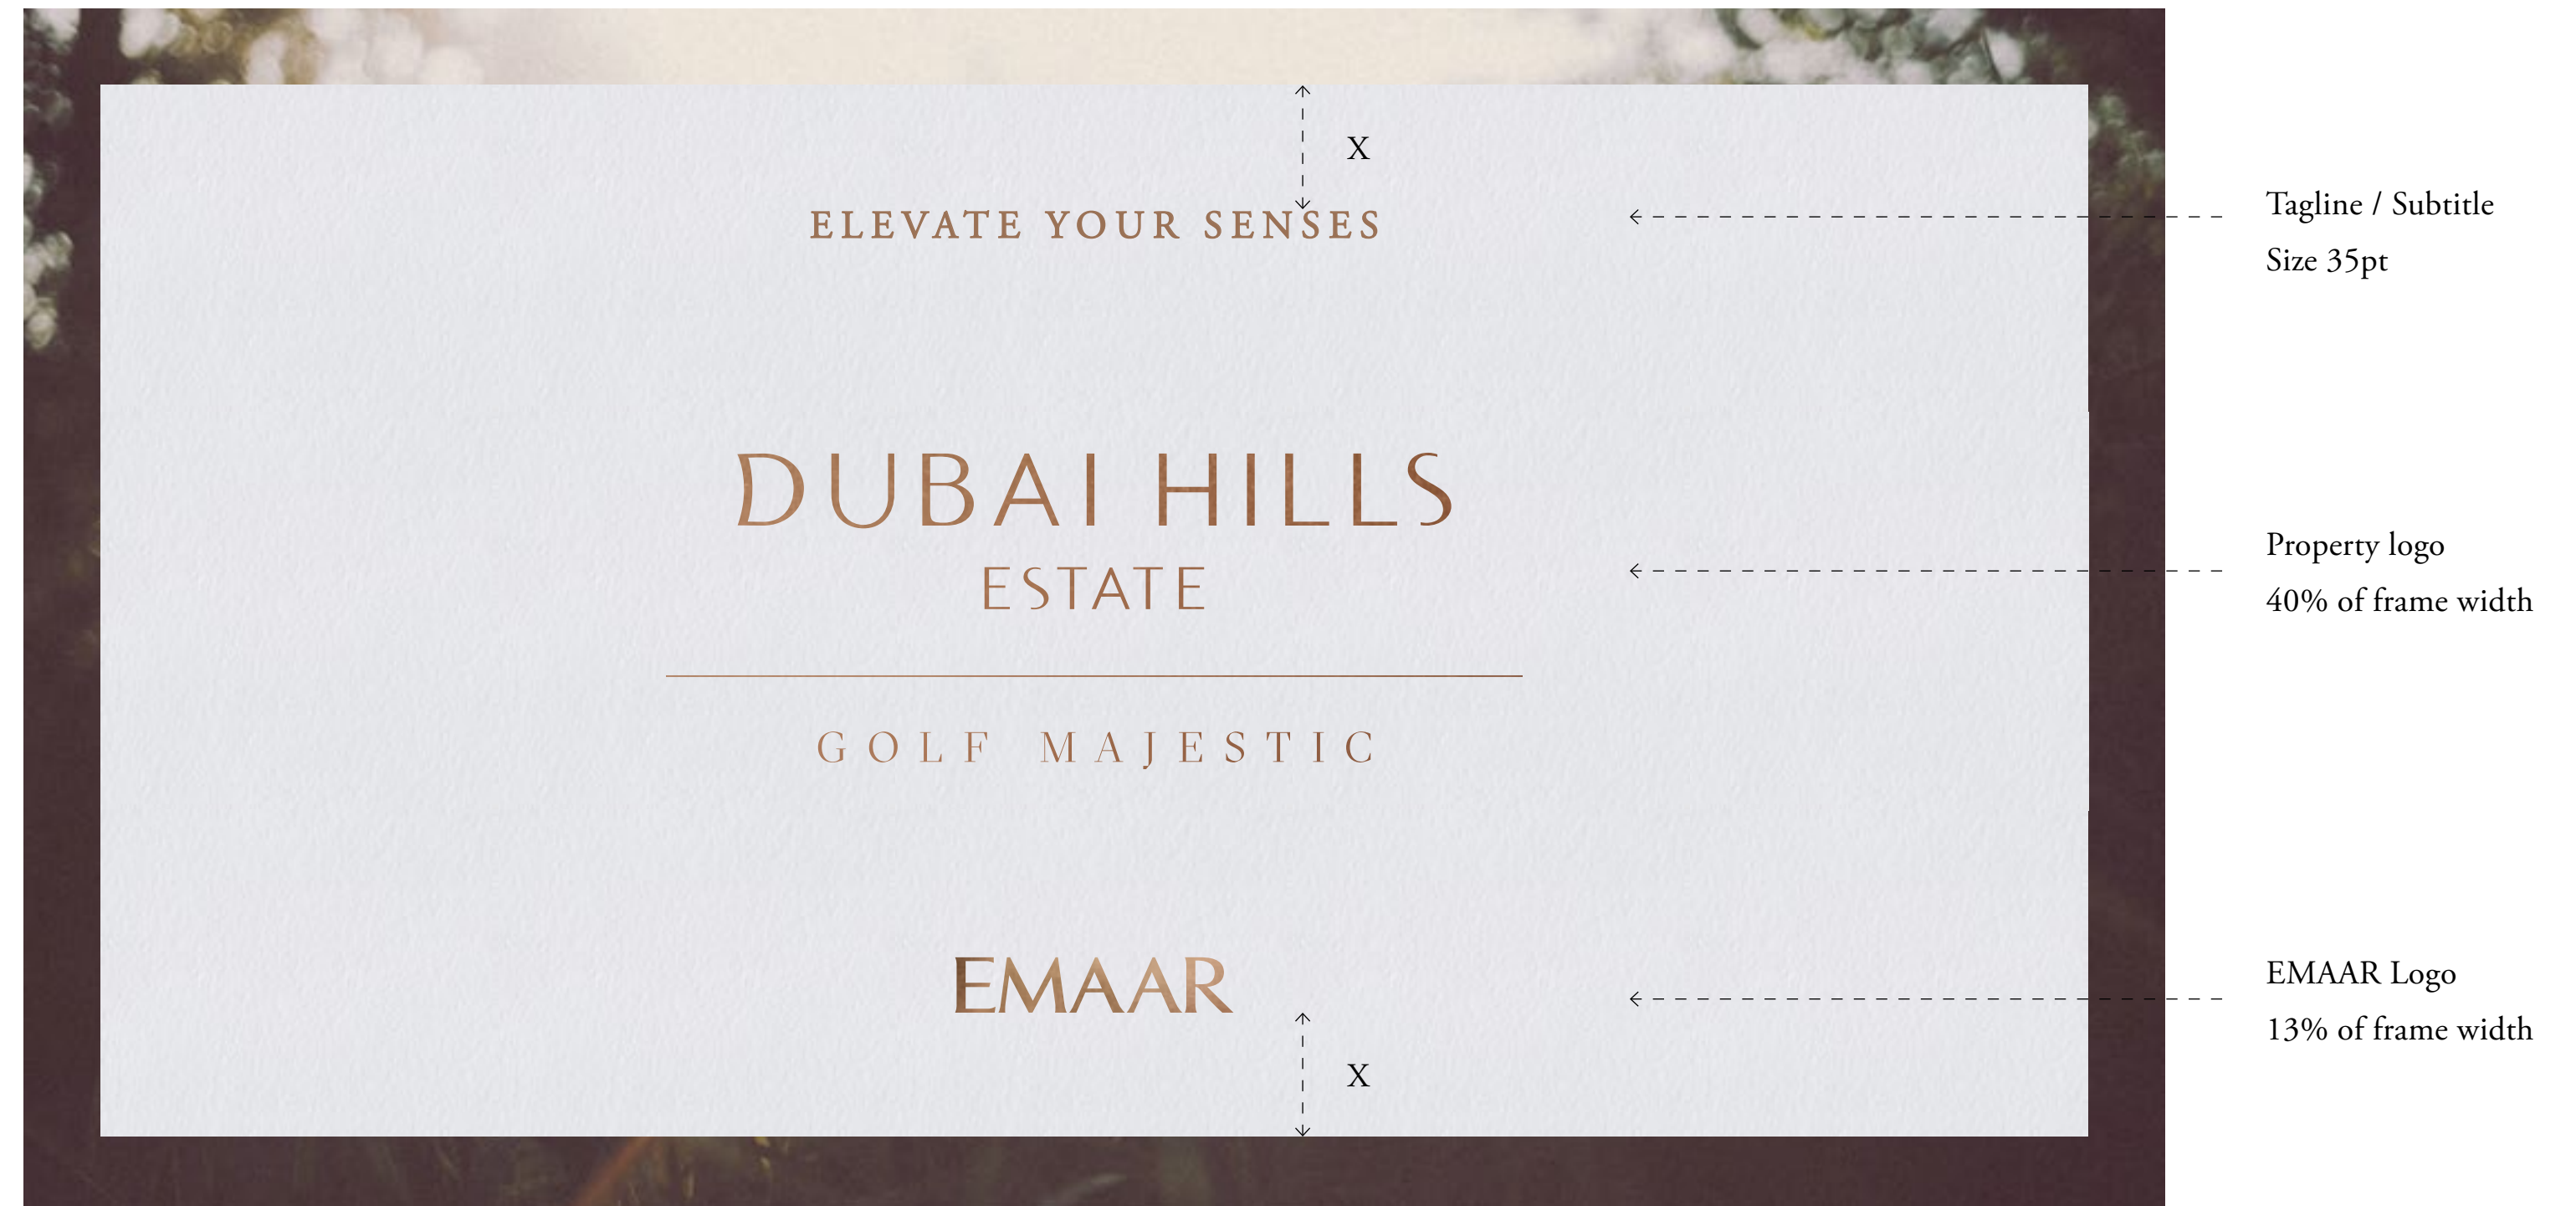 X
ELEVATE YOUR SENSES
Tagline / Subtitle
Size 35pt
DUBAI HILLS
ESTATE
Property logo
40% of frame width
GOLF MAJESTIC
EMAAR
EMAAR Logo
13% of frame width
X